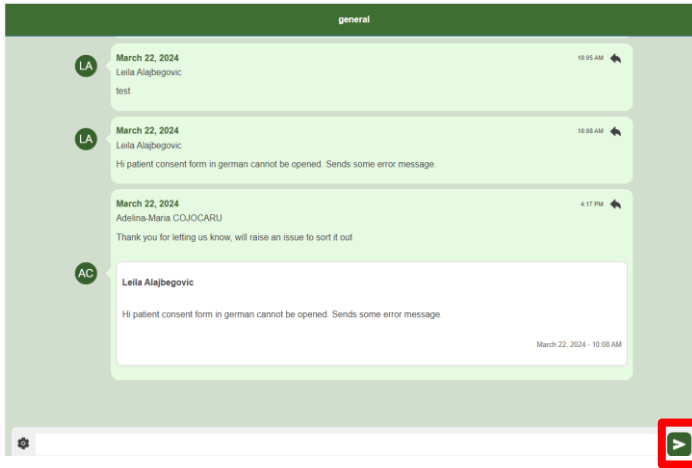 general
March 22, 2024 10:05 AM
LA
Leila Alajbegovic
test
March 22, 2024 10:08 AM
LA
Leila Alajbegovic
Hi patient consent form in german cannot be opened. Sends some error message.
March 22, 2024 4:17 PM
Adelina-Maria COJOCARU
Thank you for letting us know, will raise an issue to sort it out
AC
Leila Alajbegovic
Hi patient consent form in german cannot be opened. Sends some error message.
March 22, 2024 - 10:08 AM